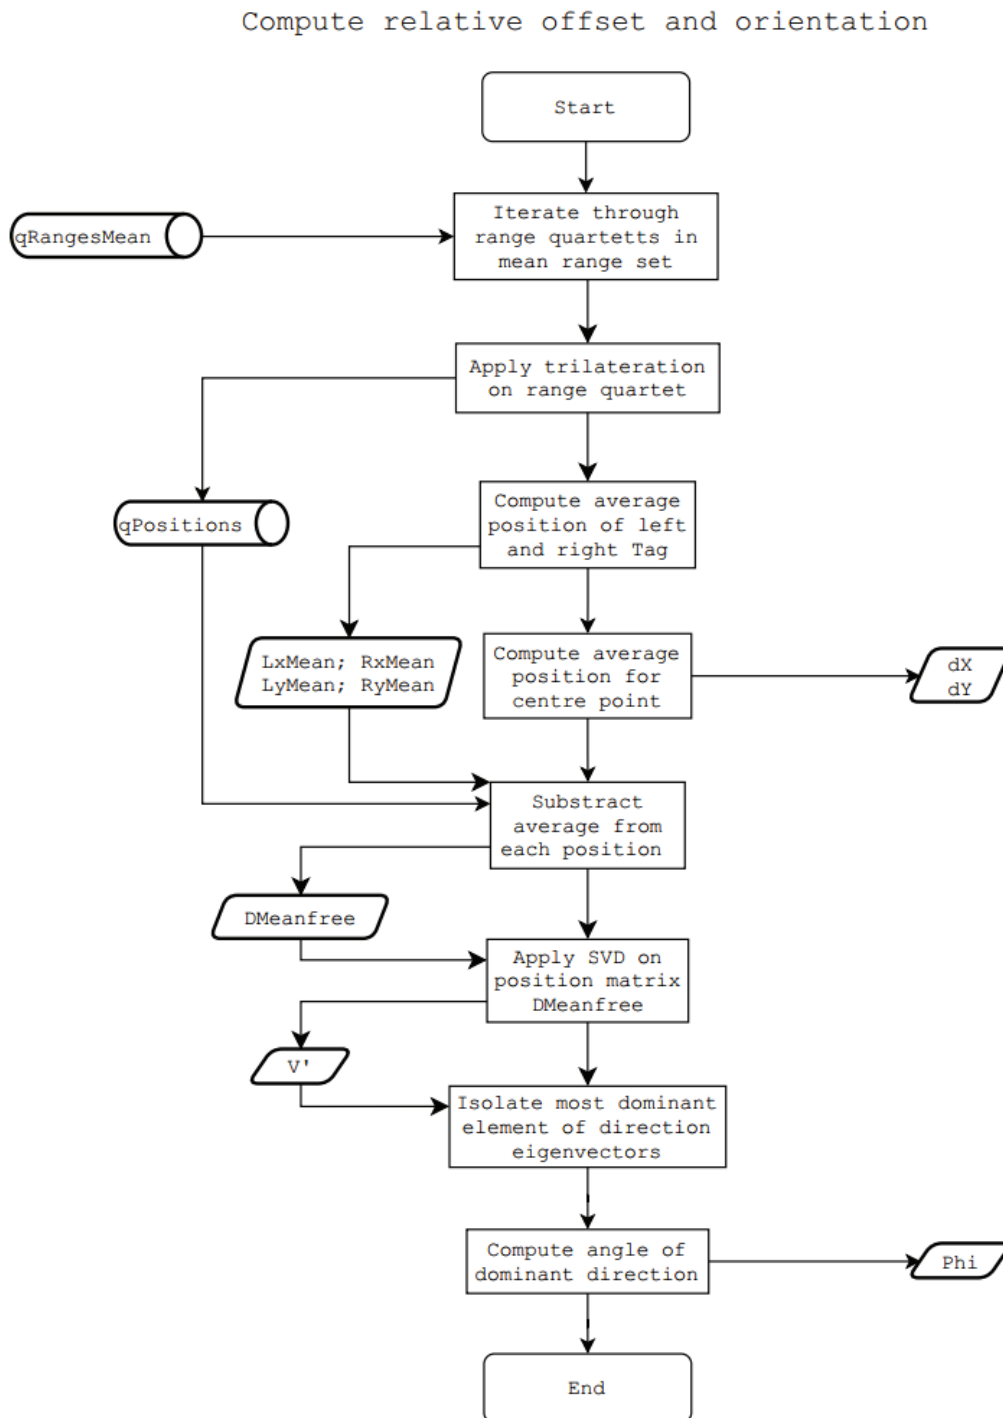 Compute relative offset and orientation
Start
qRangesMean
Iterate through
range quartetts in
mean range set
Apply trilateration
on range quartet
qPositions
Compute average
position of left
and right Tag
LxMean; RxMean
LyMean; RyMean
Compute average
position for
centre point
dX
dY
Substract
average from
each position
DMeanfree
Apply SVD on
position matrix
DMeanfree
V'
Isolate most dominant
element of direction
eigenvectors
Compute angle of
dominant direction
Phi
End